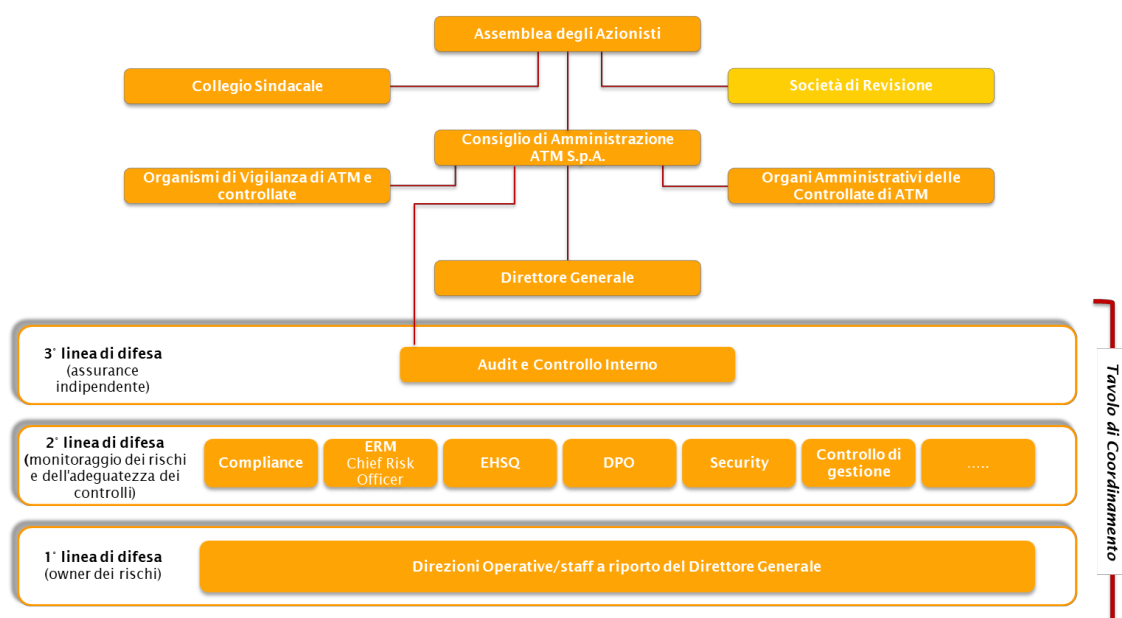 Assemblea degli Azionisti
Collegio Sindacale
Società di Revisione
Consiglio di Amministrazione
ATM S.p.A.
Organismi di Vigilanza di ATM e
controllate
Organi Amministrativi delle
Controllate di ATM
Direttore Generale
3° linea di difesa
(assurance
indipendente)
Audit e Controllo Interno
2° linea di difesa
(monitoraggio dei rischi
e dell'adeguatezza dei
controlli)
Compliance
ERM
Chief Risk
Officer
EHSQ
DPO
Security
Controllo di
gestione
.....
1° linea di difesa
(owner dei rischi)
Direzioni Operative/staff a riporto del Direttore Generale
Tavolo di Coordinamento